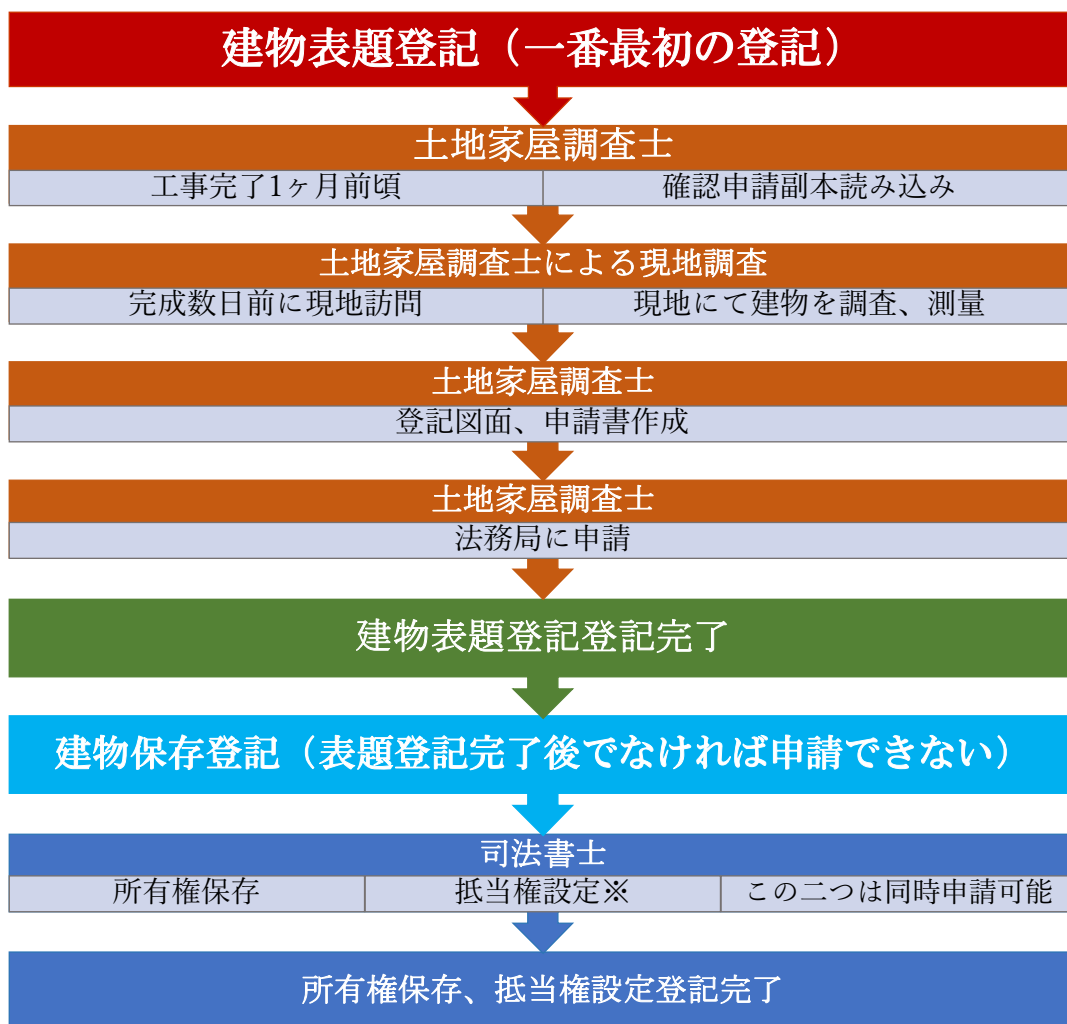 建物表題登記（一番最初の登記）
土地家屋調査士
工事完了1ヶ月前頃
確認申請副本読み込み
土地家屋調査士による現地調査
完成数日前に現地訪問
現地にて建物を調査、測量
土地家屋調査士
登記図面、申請書作成
土地家屋調査士
法務局に申請
建物表題登記登記完了
建物保存登記（表題登記完了後でなければ申請できない）
司法書士
所有権保存
抵当権設定※
この二つは同時申請可能
所有権保存、抵当権設定登記完了